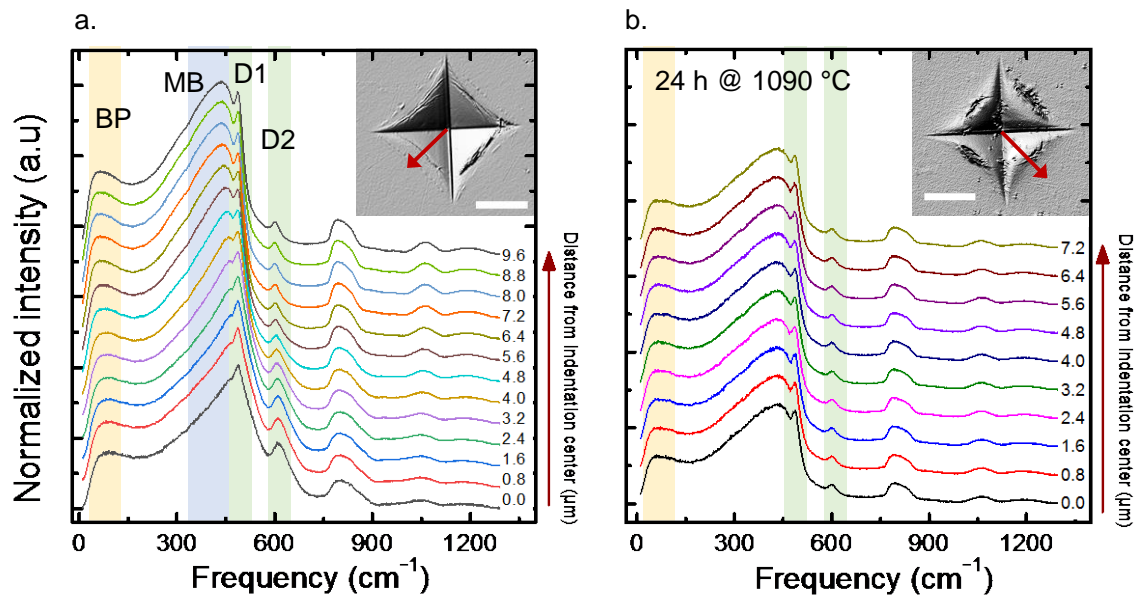 a.
b.
BP
MB
D1
D2
24 h @ 1090 °C
Normalized intensity (a.u)
9.6
8.8
8.0
7.2
6.4
5.6
4.8
4.0
3.2
2.4
1.6
0.8
0.0
Distance from Indentation center (µm)
7.2
6.4
5.6
4.8
4.0
3.2
2.4
1.6
0.8
0.0
Distance from Indentation center (µm)
0 300 600 900 1200
Frequency (cm⁻¹)
0 300 600 900 1200
Frequency (cm⁻¹)